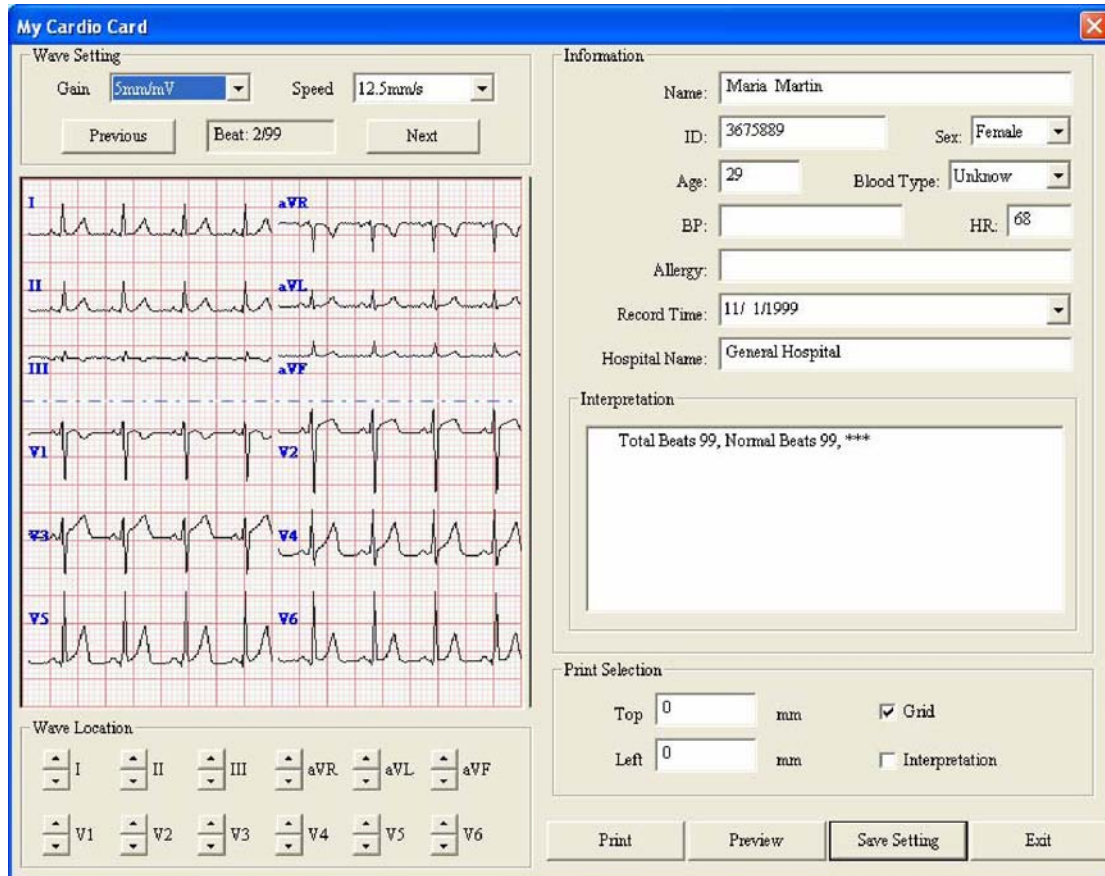 My Cardio Card
Wave Setting
Gain 5mm/mV Speed 12.5mm/s
Previous Beat: 2/99 Next
I aVR
II aVL
III aVF
V1 V2
V3 V4
V5 V6
Wave Location
I II III aVR aVL aVF
V1 V2 V3 V4 V5 V6
Information
Name: Maria Martin
ID: 3675889 Sex: Female
Age: 29 Blood Type: Unknow
BP: HR: 68
Allergy:
Record Time: 11/ 1/1999
Hospital Name: General Hospital
Interpretation
Total Beats 99, Normal Beats 99, ***
Print Selection
Top 0 mm Grid
Left 0 mm Interpretation
Print Preview Save Setting Exit